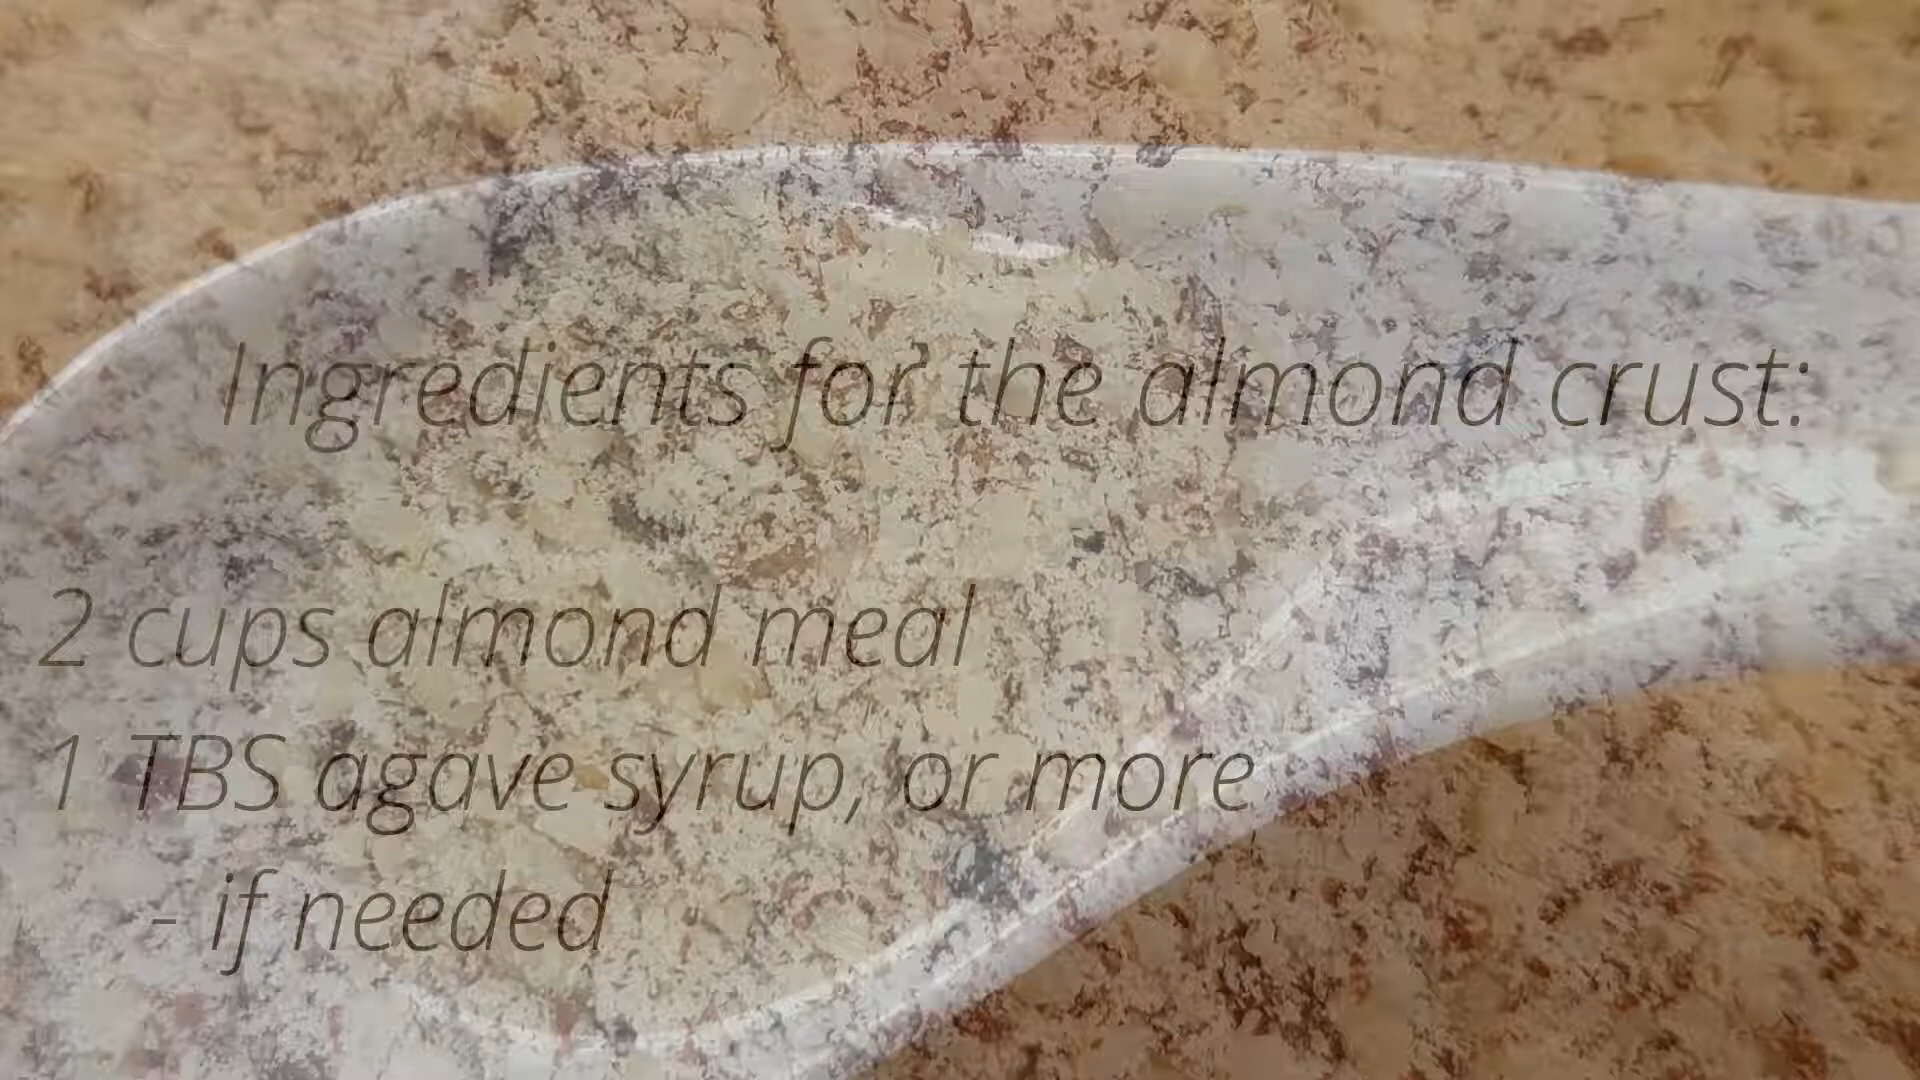 Ingredients for the almond crust:
2 cups almond meal
1 TBS agave syrup, or more
- if needed